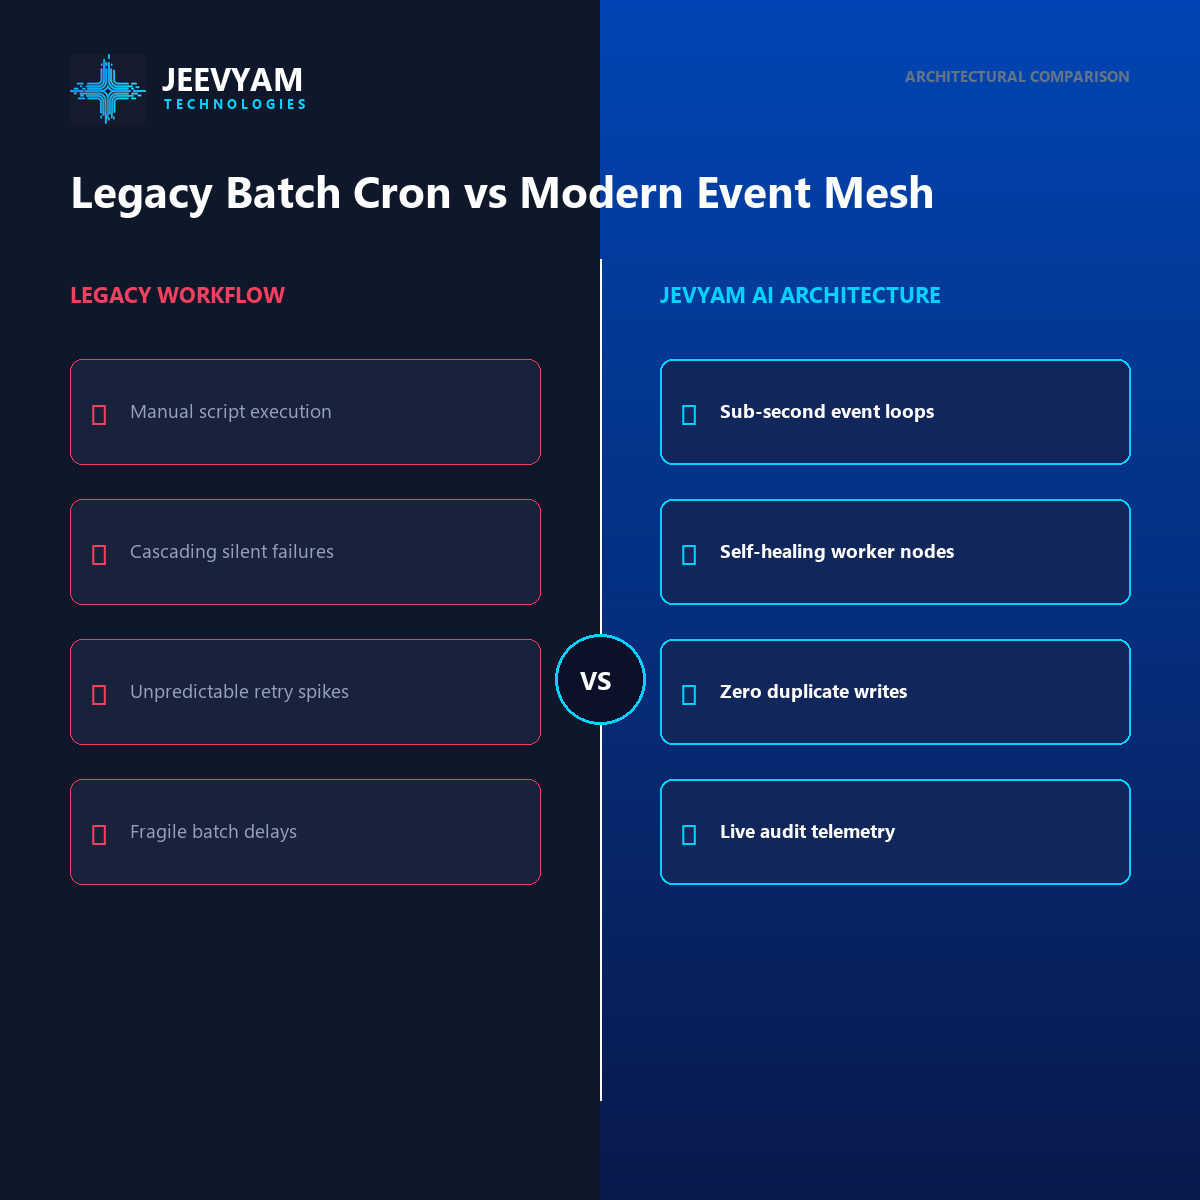 JEEVYAM
TECHNOLOGIES
ARCHITECTURAL COMPARISON
Legacy Batch Cron vs Modern Event Mesh
LEGACY WORKFLOW
Manual script execution
Cascading silent failures
Unpredictable retry spikes
Fragile batch delays
VS
JEVYAM AI ARCHITECTURE
Sub-second event loops
Self-healing worker nodes
Zero duplicate writes
Live audit telemetry